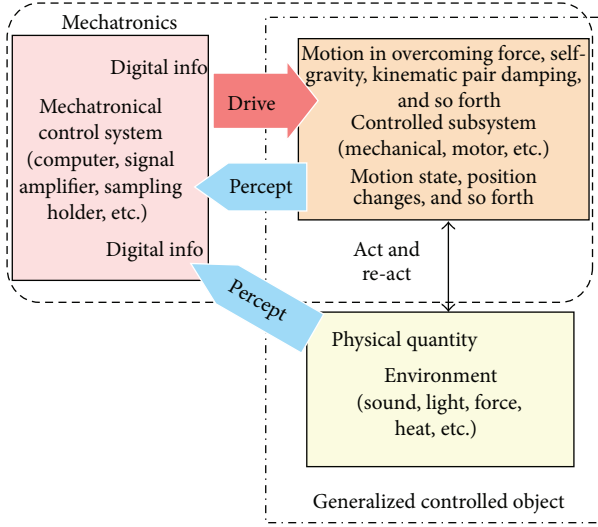 Mechatronics
Digital info
Mechatronical
control system
(computer, signal
amplifier, sampling
holder, etc.)
Digital info
Drive
Percept
Percept
Motion in overcoming force, self-
gravity, kinematic pair damping,
and so forth
Controlled subsystem
(mechanical, motor, etc.)
Motion state, position
changes, and so forth
Act and
re-act
Physical quantity
Environment
(sound, light, force,
heat, etc.)
Generalized controlled object